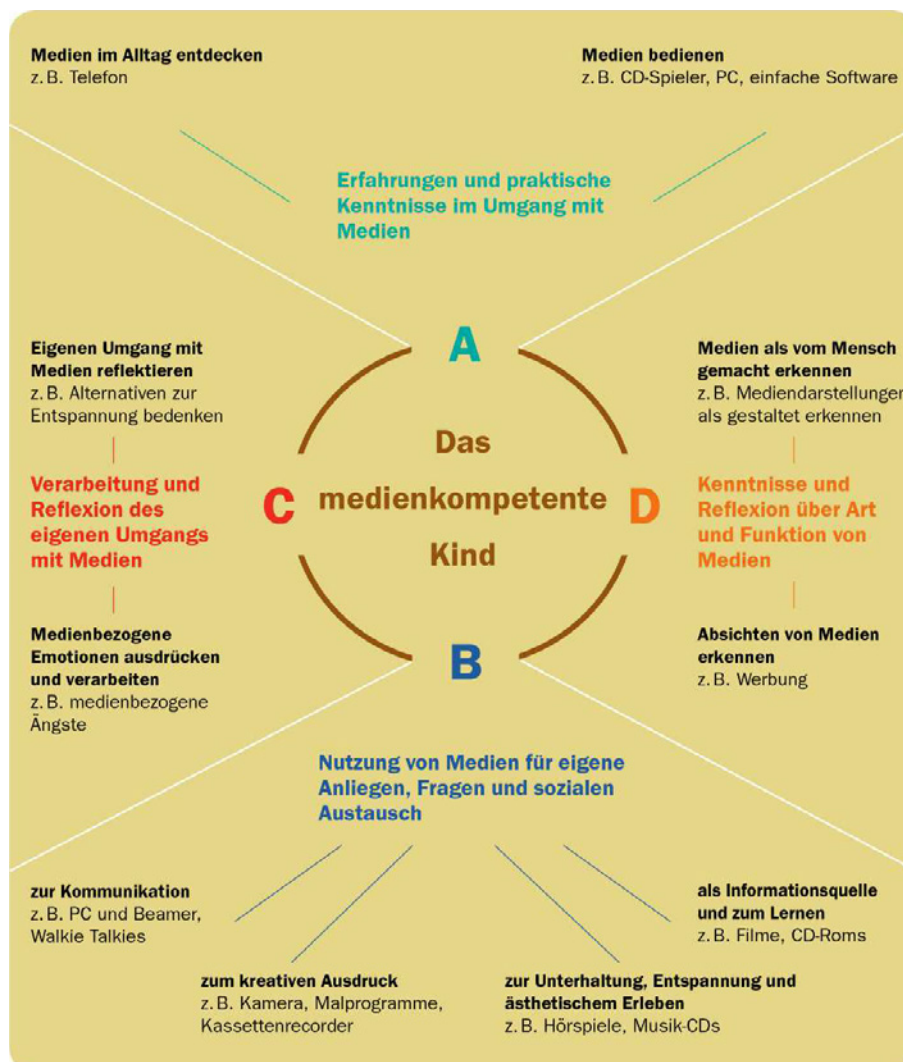 Medien im Alltag entdecken
z. B. Telefon
Medien bedienen
z. B. CD-Spieler, PC, einfache Software
Erfahrungen und praktische
Kenntnisse im Umgang mit
Medien
A
Eigenen Umgang mit
Medien reflektieren
z. B. Alternativen zur
Entspannung bedenken
Verarbeitung und
Reflexion des
eigenen Umgangs
mit Medien
Medienbezogene
Emotionen ausdrücken
und verarbeiten
z. B. medienbezogene
Ängste
C
Das
medienkompetente
Kind
D
Medien als vom Mensch
gemacht erkennen
z. B. Mediendarstellungen
als gestaltet erkennen
Kenntnisse und
Reflexion über Art
und Funktion von
Medien
Absichten von Medien
erkennen
z. B. Werbung
B
Nutzung von Medien für eigene
Anliegen, Fragen und sozialen
Austausch
zur Kommunikation
z. B. PC und Beamer,
Walkie Talkies
zum kreativen Ausdruck
z. B. Kamera, Malprogramme,
Kassettenrecorder
zur Unterhaltung, Entspannung und
ästhetischem Erleben
z. B. Hörspiele, Musik-CDs
als Informationsquelle
und zum Lernen
z. B. Filme, CD-Roms